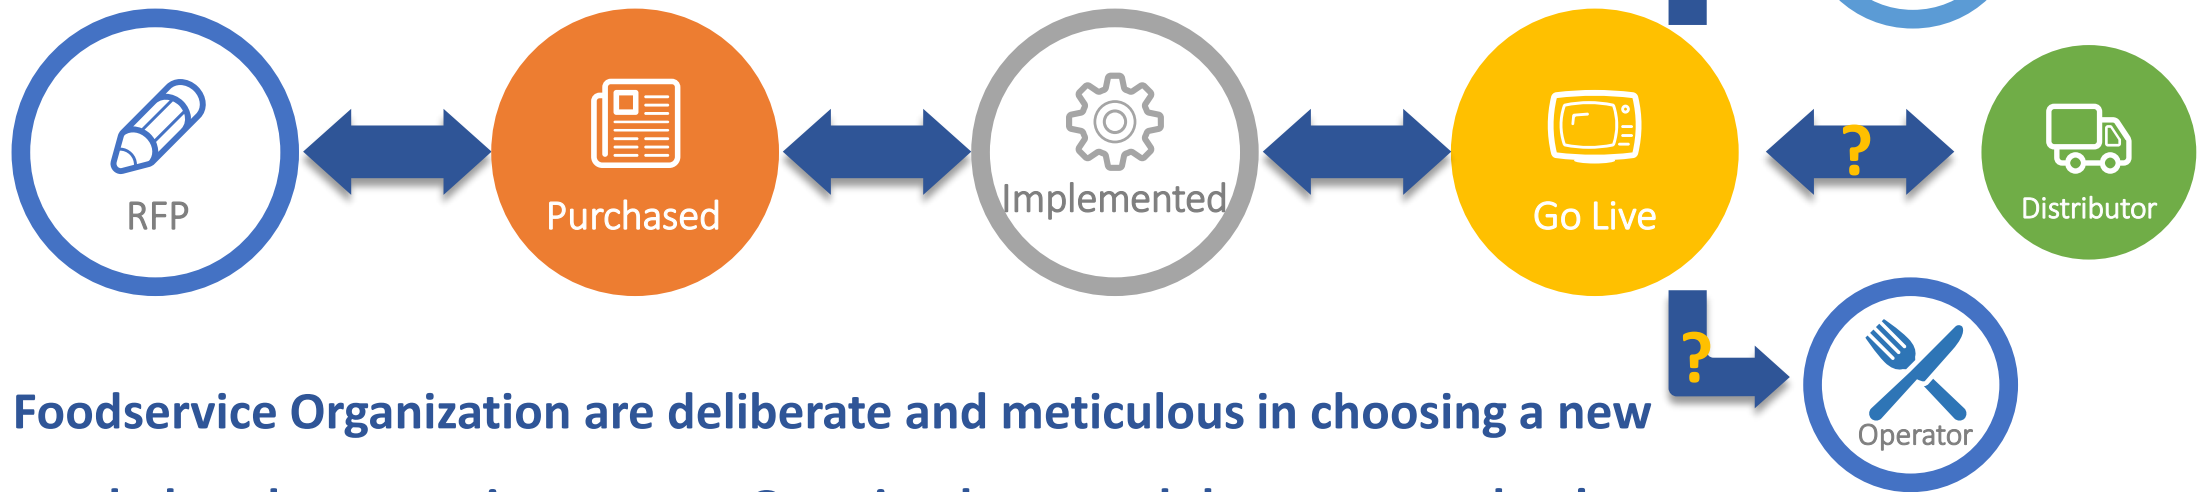 RFP
Purchased
Implemented
Go Live
?
Distributor
?
Operator
Foodservice Organization are deliberate and meticulous in choosing a new